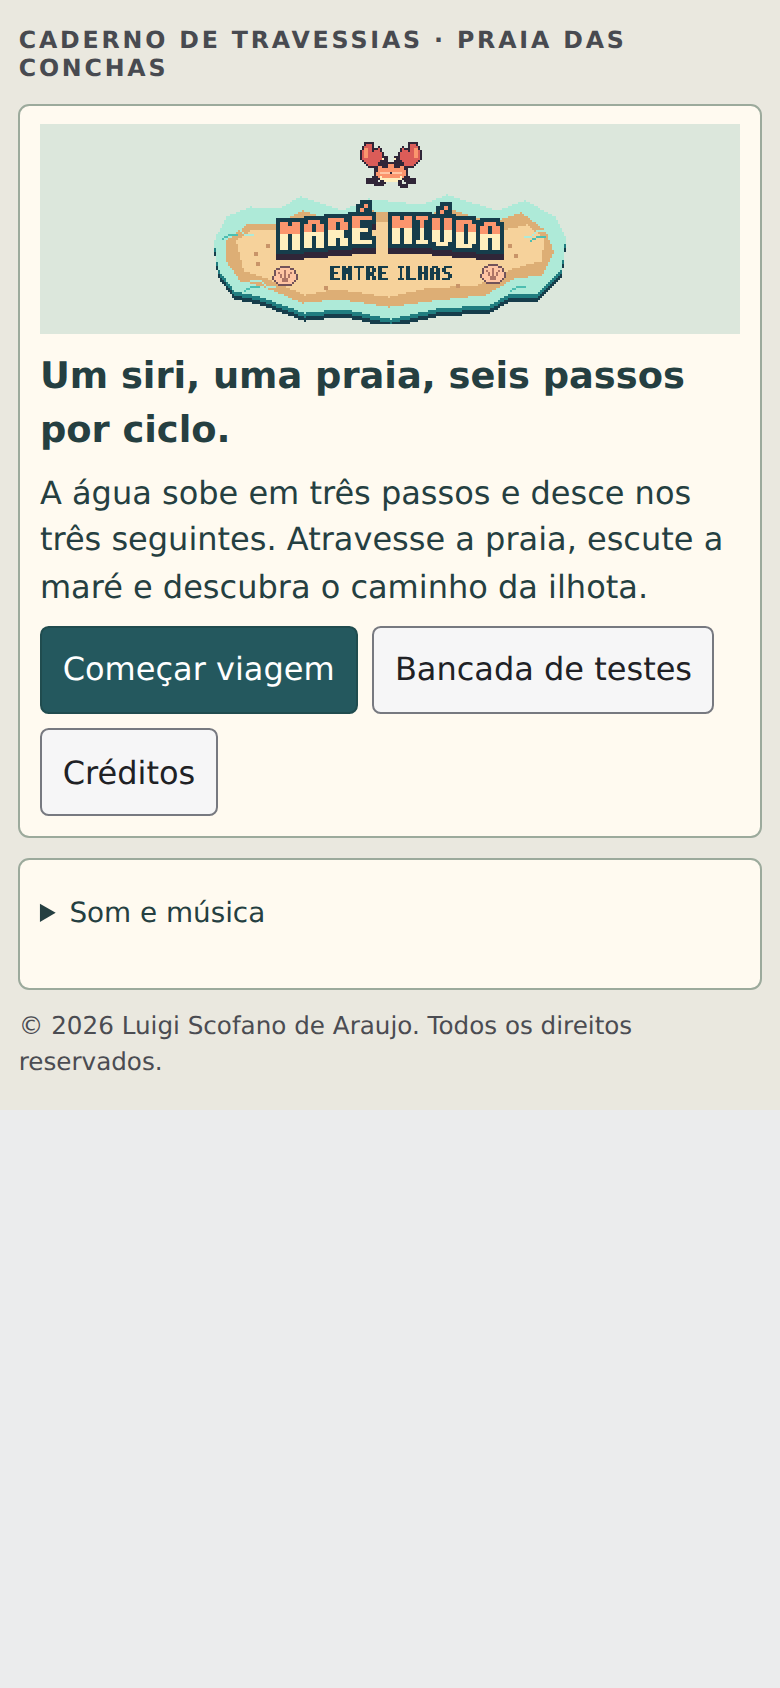 CADERNO DE TRAVESSIAS · PRAIA DAS
CONCHAS
MARÉ MIÚDA
ENTRE ILHAS
Um siri, uma praia, seis passos
por ciclo.
A água sobe em três passos e desce nos
três seguintes. Atravesse a praia, escute a
maré e descubra o caminho da ilhota.
Começar viagem
Bancada de testes
Créditos
Som e música
© 2026 Luigi Scofano de Araujo. Todos os direitos
reservados.